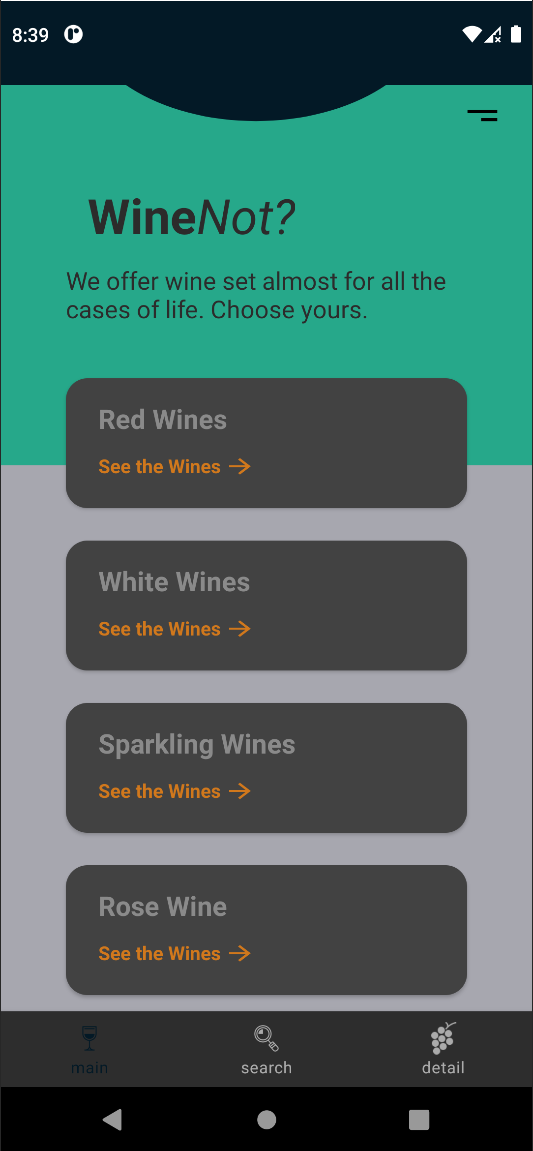 8:39
WineNot?
We offer wine set almost for all the
cases of life. Choose yours.
Red Wines
See the Wines
White Wines
See the Wines
Sparkling Wines
See the Wines
Rose Wine
See the Wines
main search detail